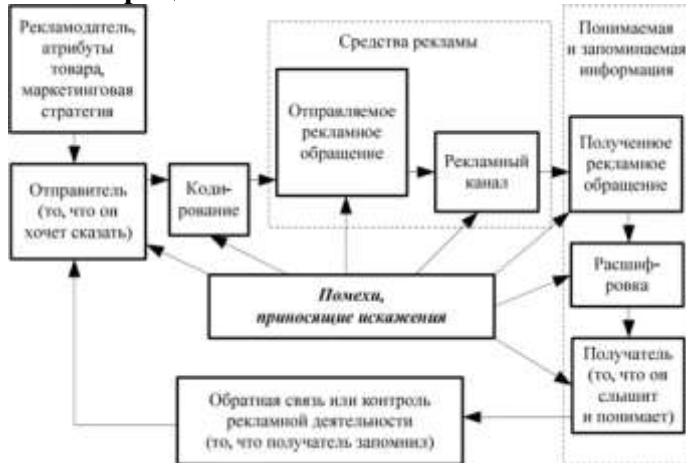 Рекламодатель,
атрибуты
товара,
маркетинговая
стратегия
Средства рекламы
Понимаемая
и запоминаемая
информация
Отправляемое
рекламное
обращение
Отправитель
(то, что он
хочет сказать)
Коди-
рование
Рекламный
канал
Полученное
рекламное
обращение
Помехи,
приносящие искажения
Расшиф-
ровка
Получатель
(то, что он
слышит
и понимает)
Обратная связь или контроль
рекламной деятельности
(то, что получатель запомнил)